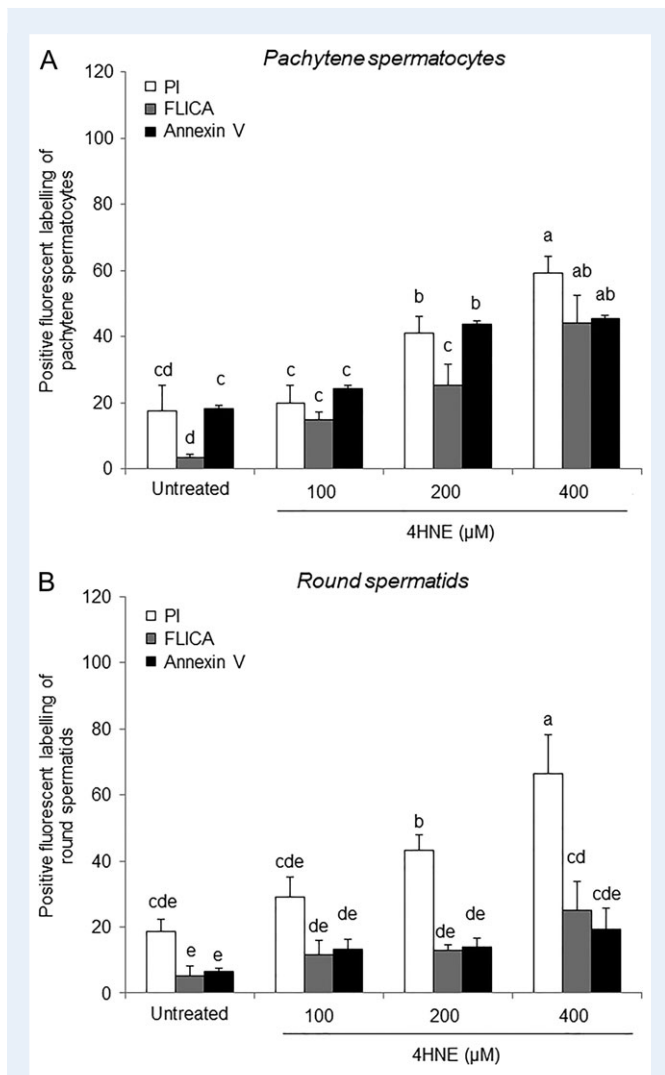 A
Pachytene spermatocytes
Positive fluorescent labelling of
pachytene spermatocytes
120
100
80
60
40
20
0
PI
FLICA
Annexin V
cd
d
c
c
c
c
b
c
b
a
ab
ab
Untreated
100
200
400
4HNE (µM)
B
Round spermatids
Positive fluorescent labelling of
round spermatids
120
100
80
60
40
20
0
PI
FLICA
Annexin V
cde
e
e
cde
de
de
b
de
de
a
cd
cde
Untreated
100
200
400
4HNE (µM)